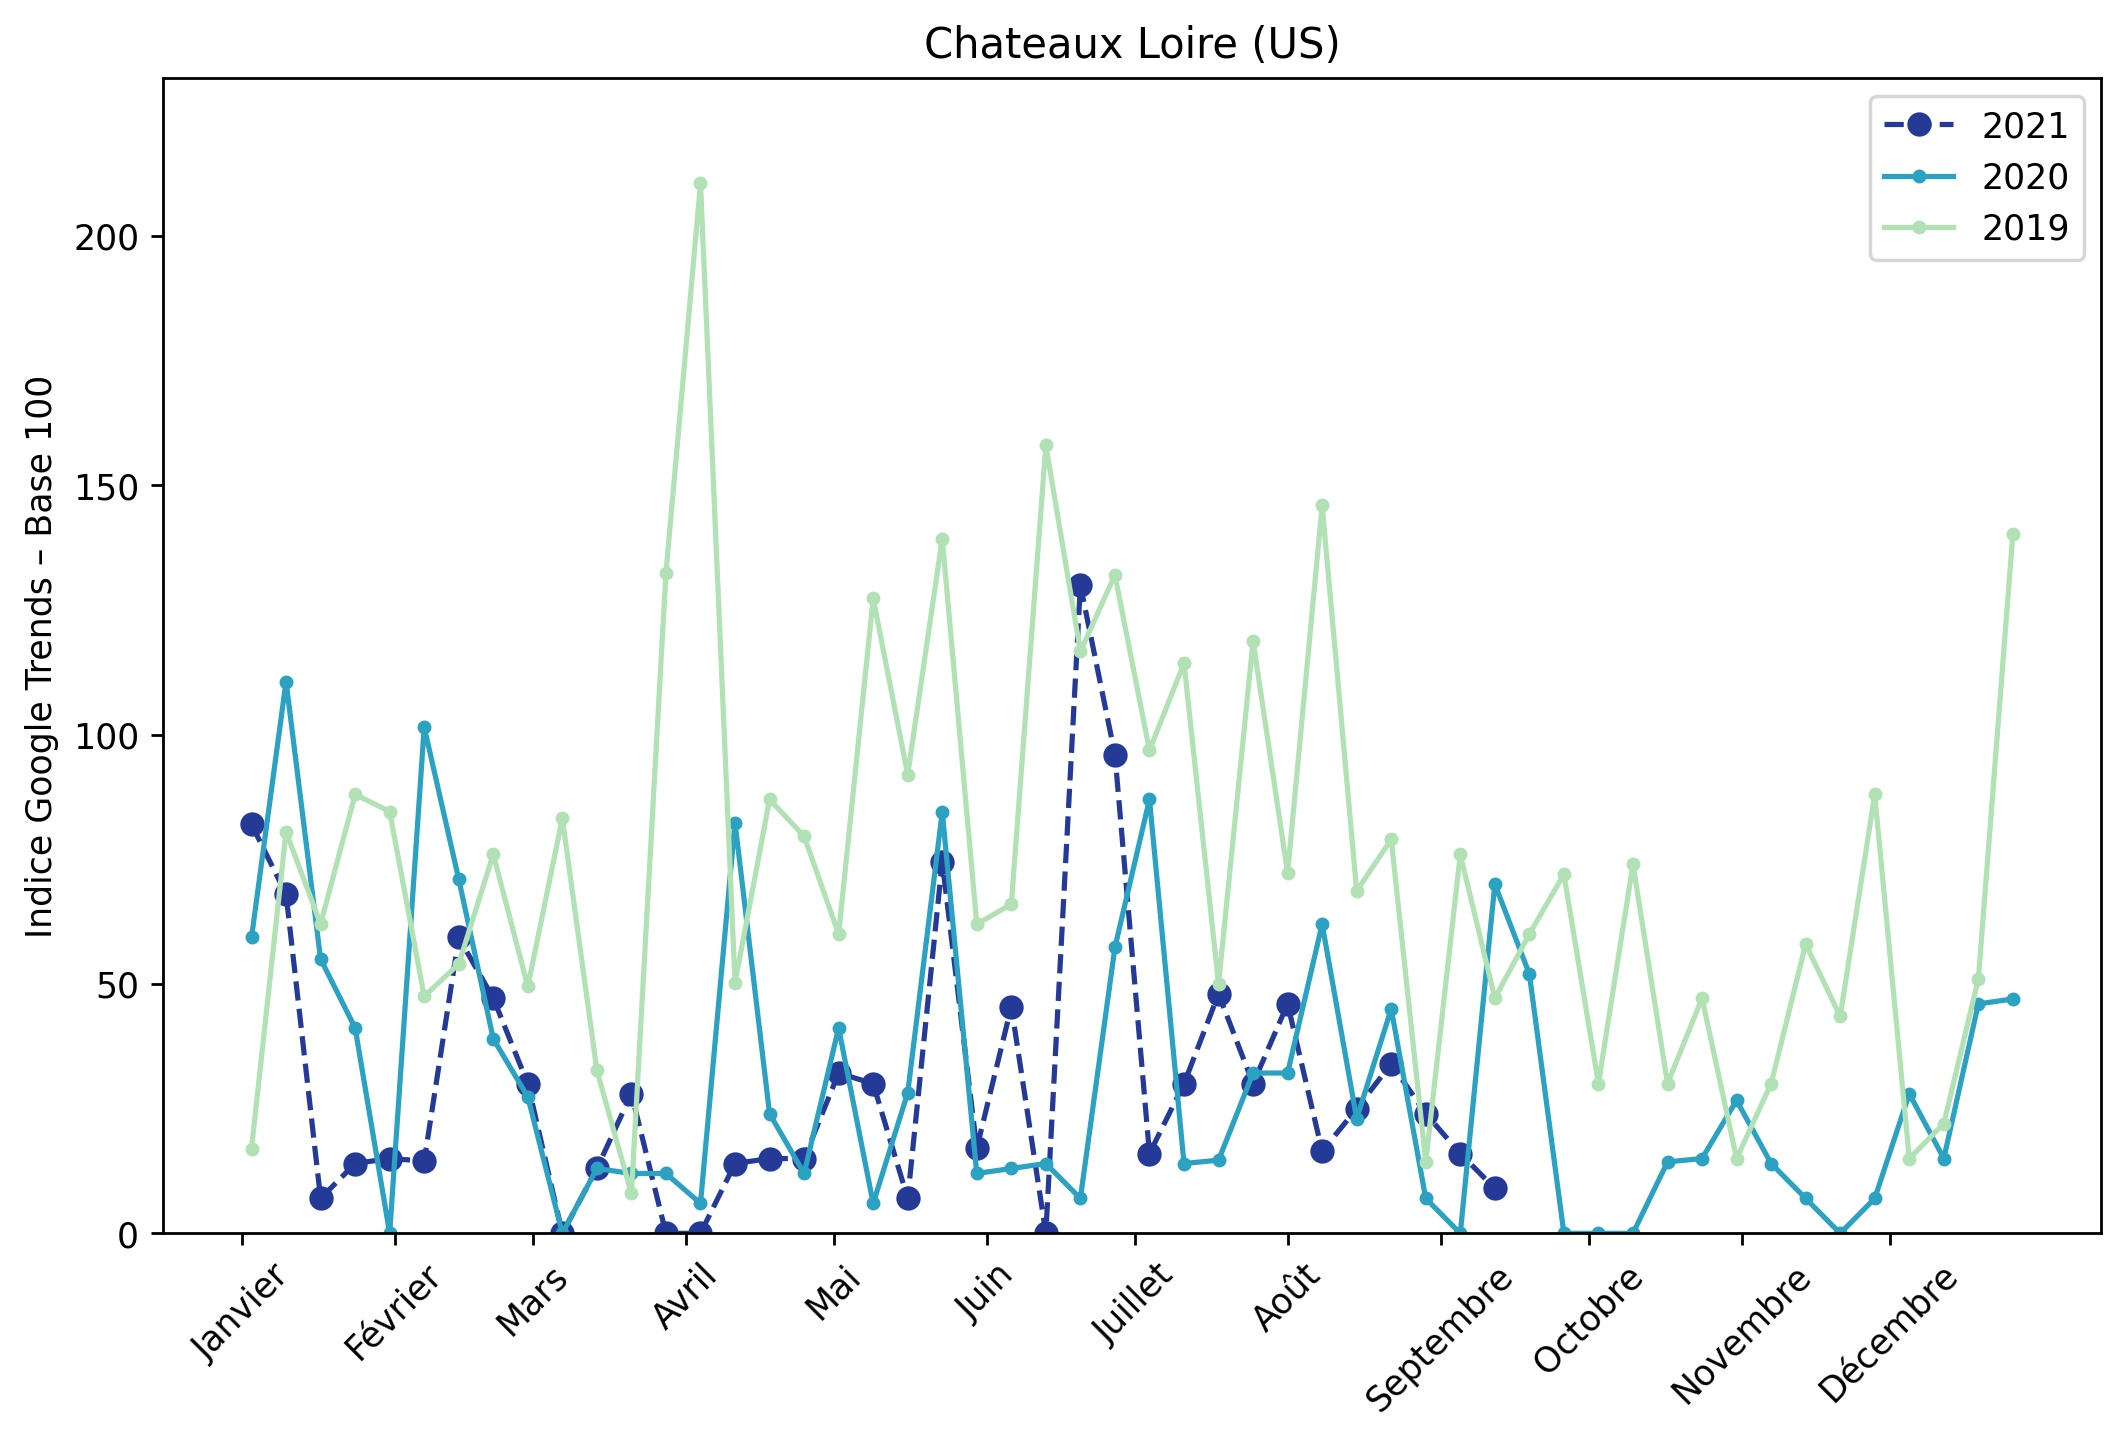 Chateaux Loire (US)
2021
2020
2019
Indice Google Trends – Base 100
200
150
100
50
0
Janvier
Février
Mars
Avril
Mai
Juin
Juillet
Août
Septembre
Octobre
Novembre
Décembre